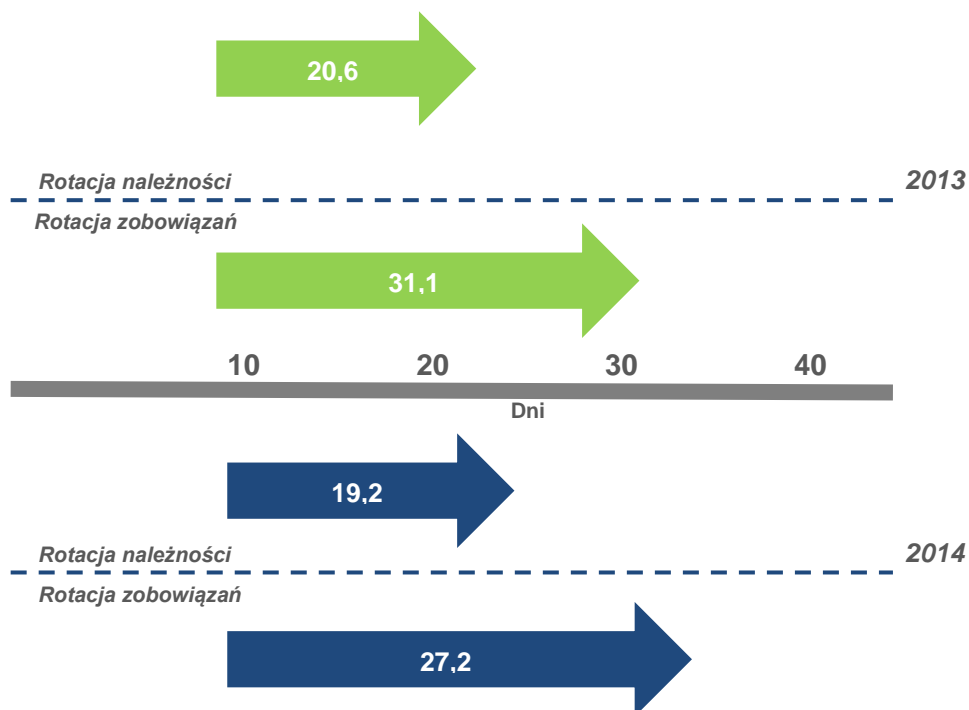 20,6
Rotacja należności
2013
Rotacja zobowiązań
31,1
10 20 30 40
Dni
19,2
Rotacja należności
2014
Rotacja zobowiązań
27,2